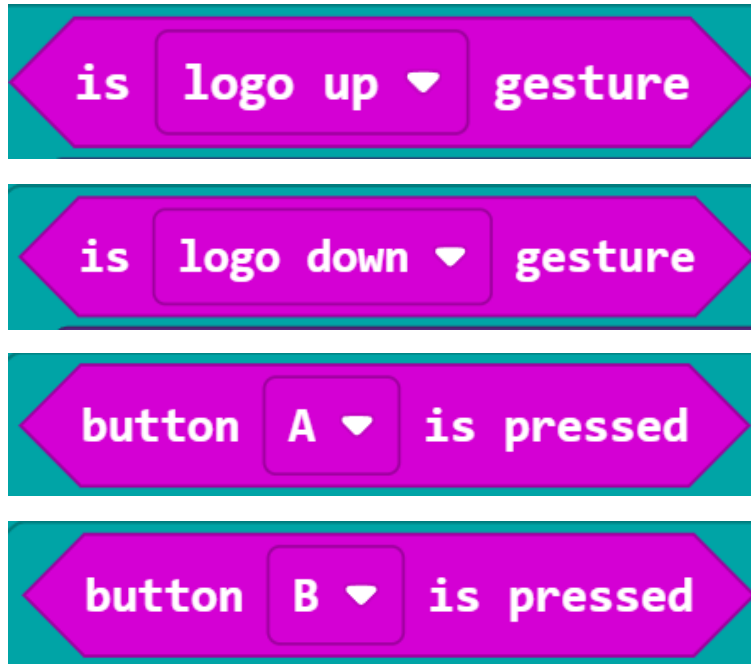 is logo up gesture
is logo down gesture
button A is pressed
button B is pressed